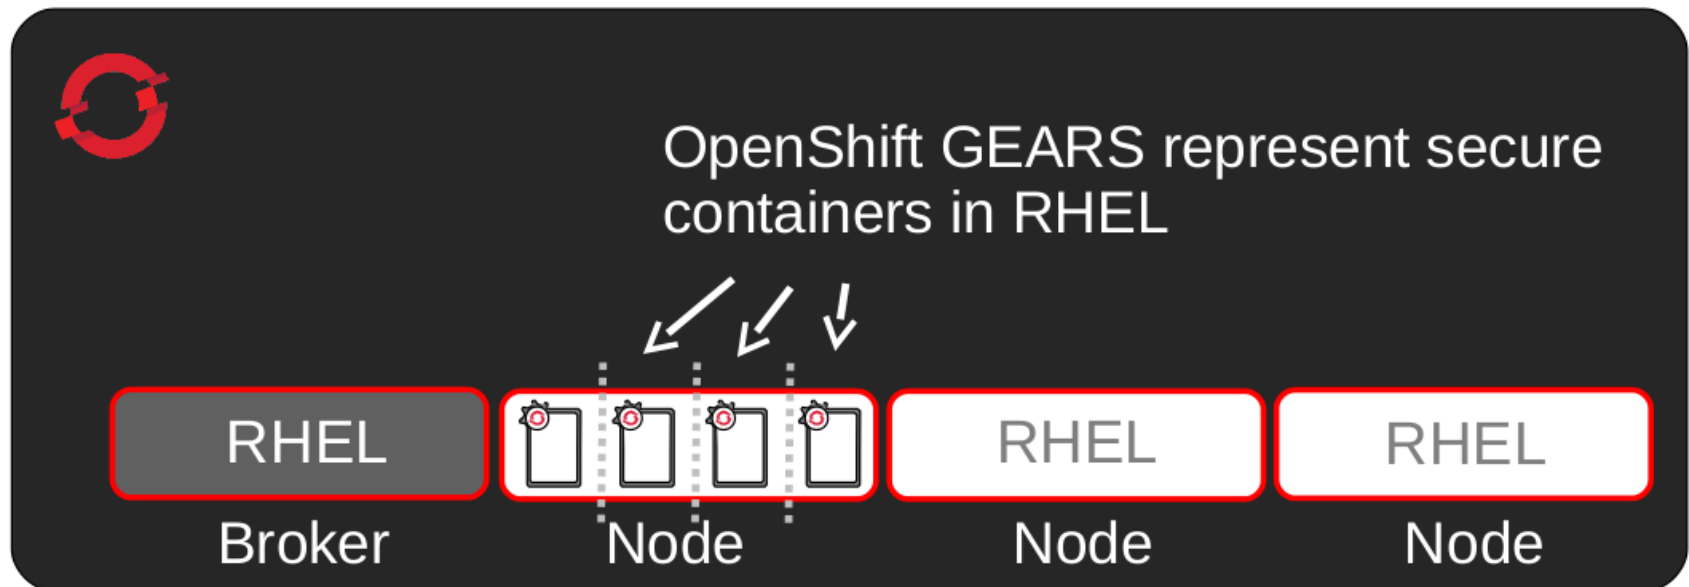 OpenShift GEARS represent secure
containers in RHEL
RHEL
RHEL
RHEL
Broker
Node
Node
Node